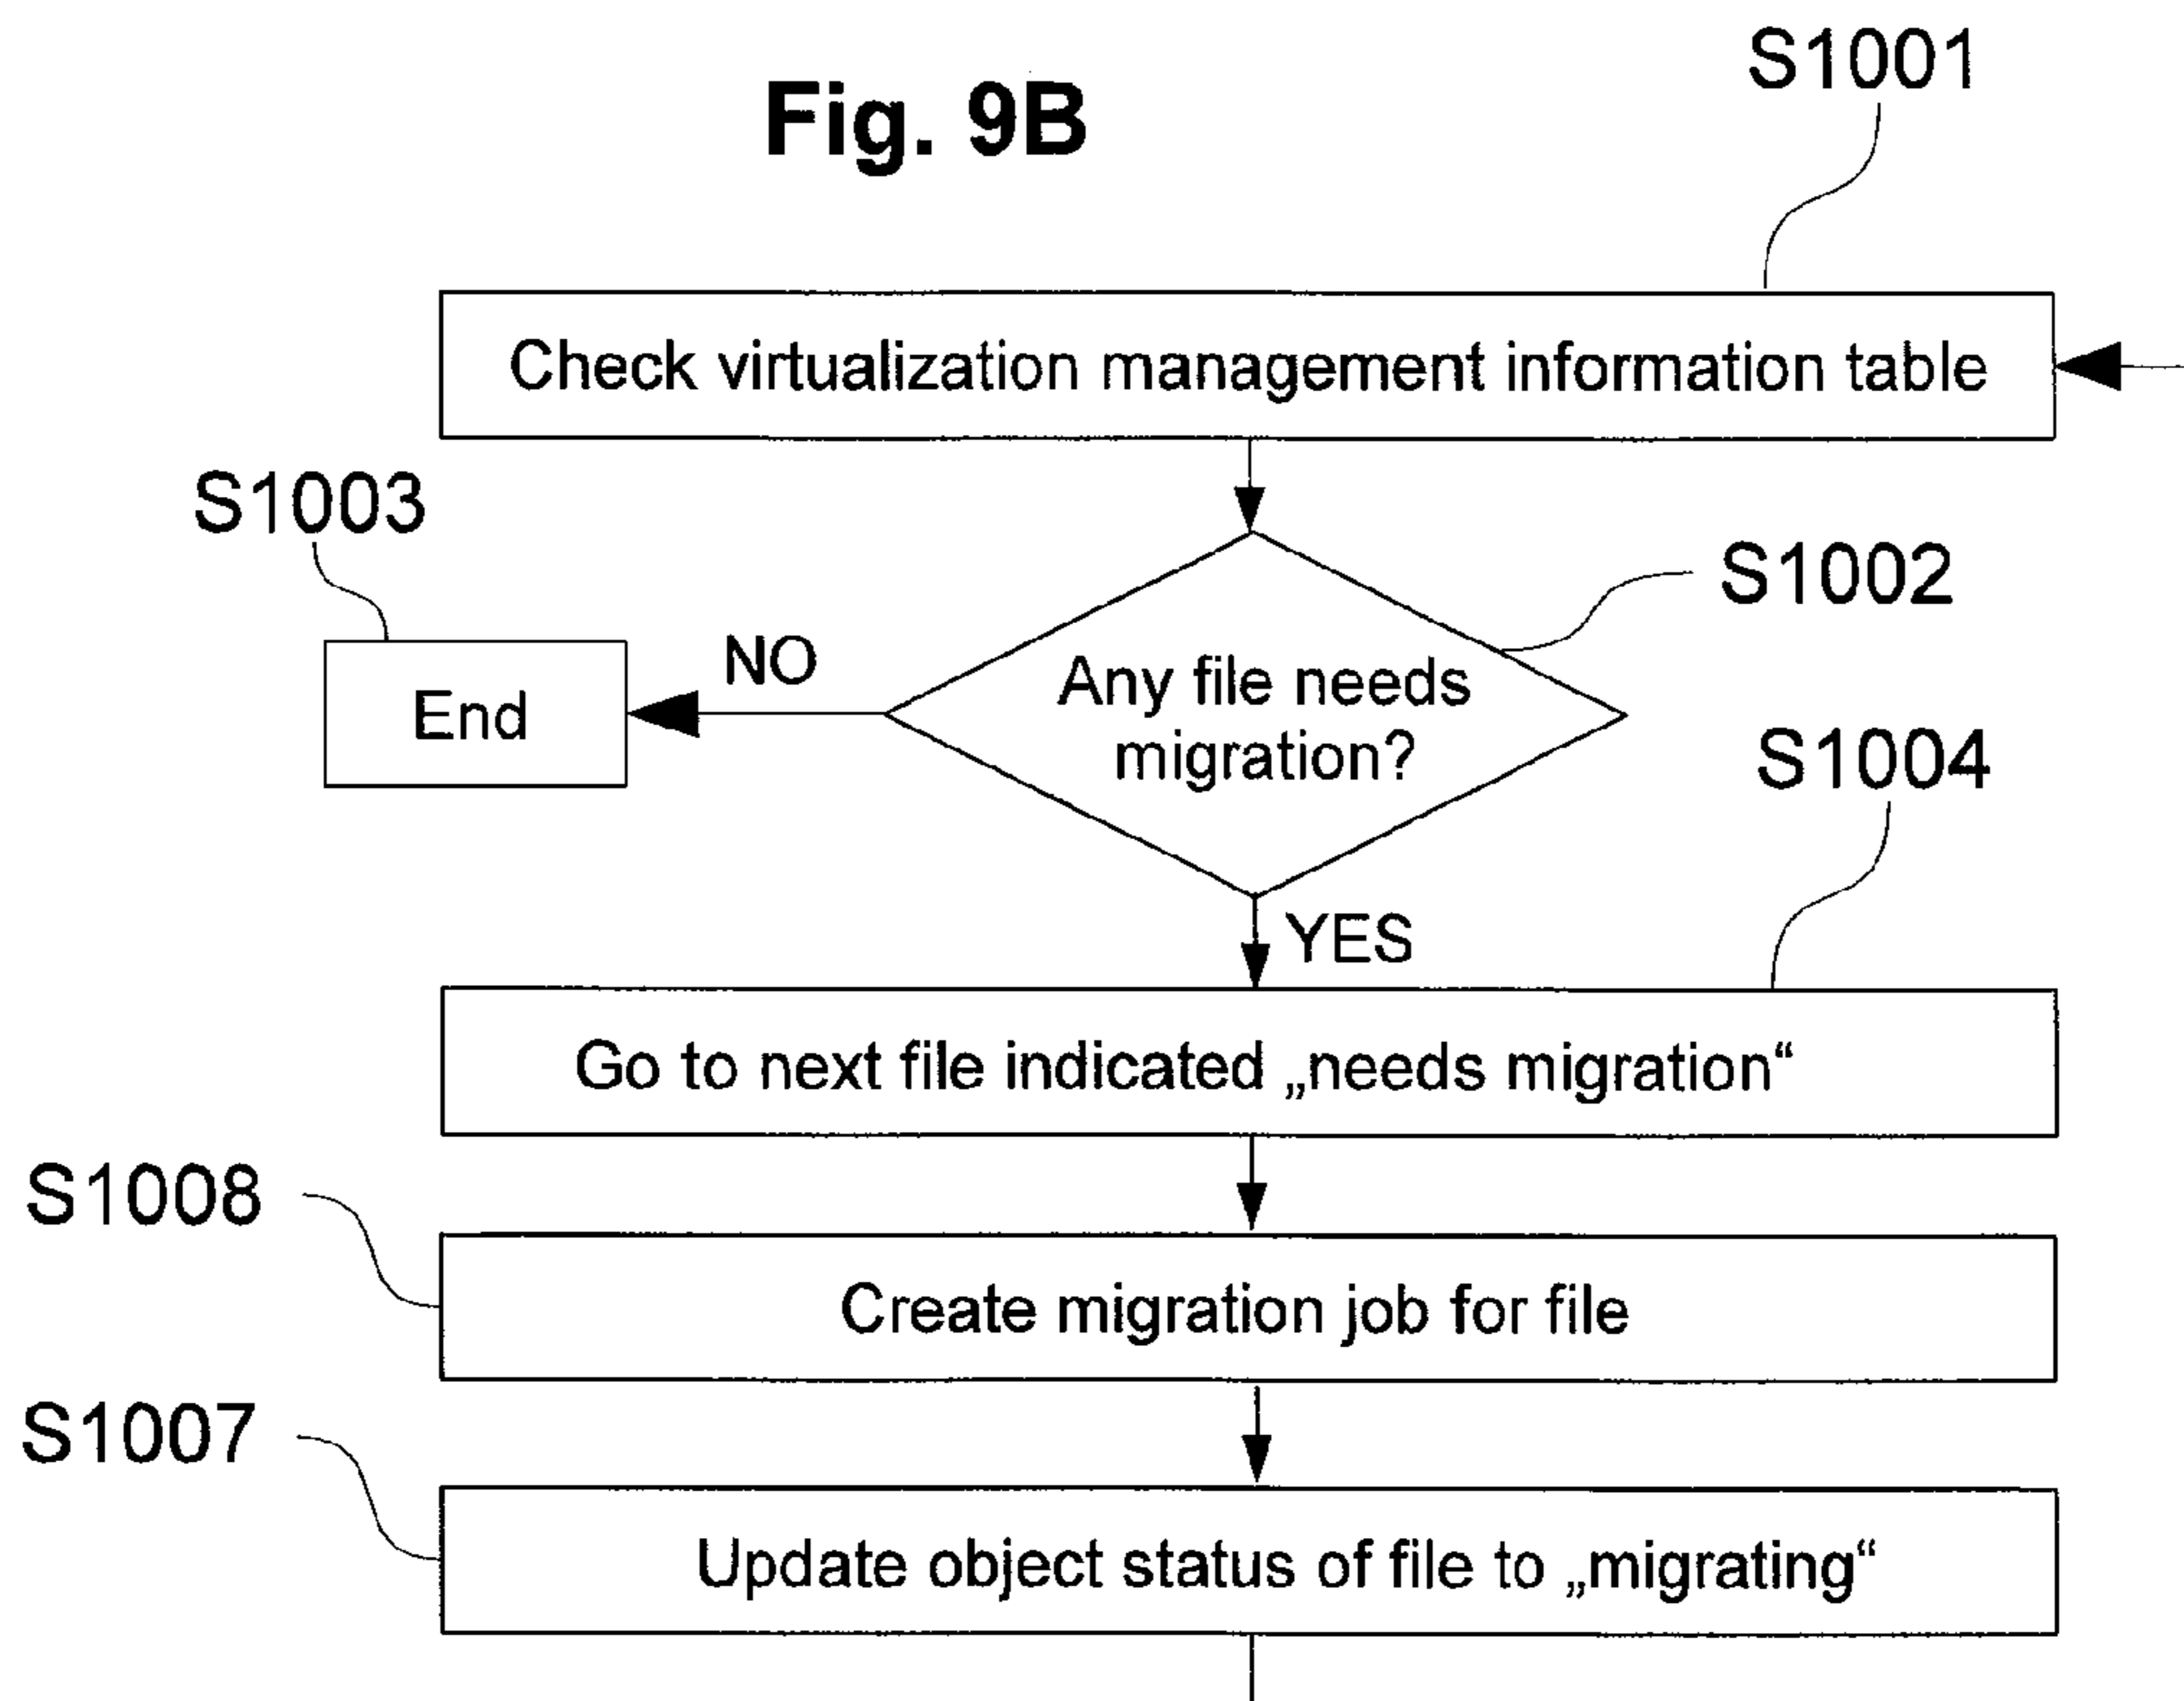 Fig. 9B
S1001
Check virtualization management information table
S1003
S1002
NO
End
Any file needs
migration?
S1004
YES
Go to next file indicated „needs migration“
S1008
Create migration job for file
S1007
Update object status of file to „migrating“